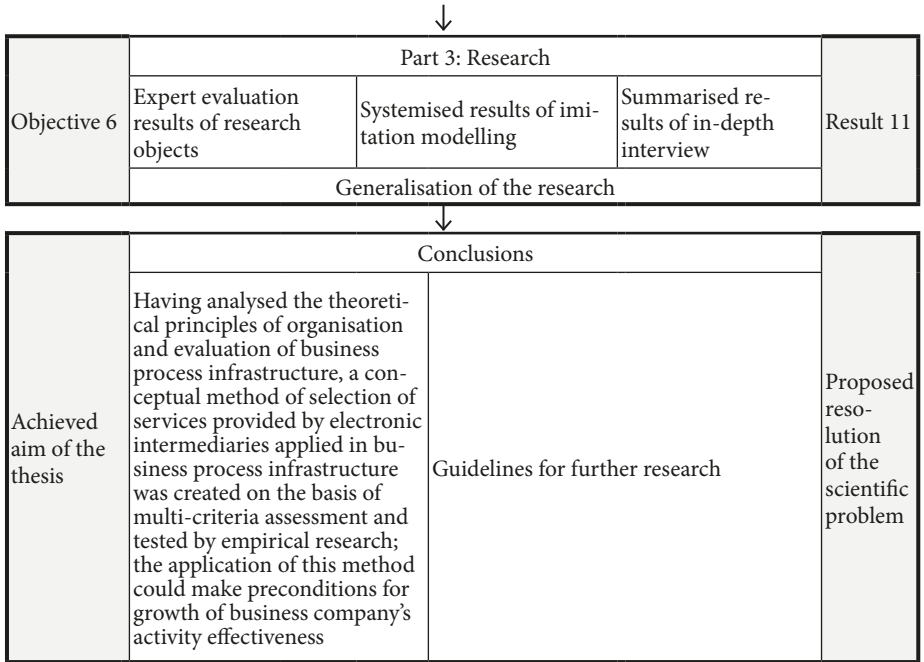 Part 3: Research
Objective 6
Expert evaluation
results of research
objects
Systemised results of imi-
tation modelling
Summarised re-
sults of in-depth
interview
Result 11
Generalisation of the research
Conclusions
Achieved
aim of the
thesis
Having analysed the theoreti-
cal principles of organisation
and evaluation of business
process infrastructure, a con-
ceptual method of selection of
services provided by electronic
intermediaries applied in bu-
siness process infrastructure
was created on the basis of
multi-criteria assessment and
tested by empirical research;
the application of this method
could make preconditions for
growth of business company’s
activity effectiveness
Guidelines for further research
Proposed
reso-
lution
of the
scientific
problem